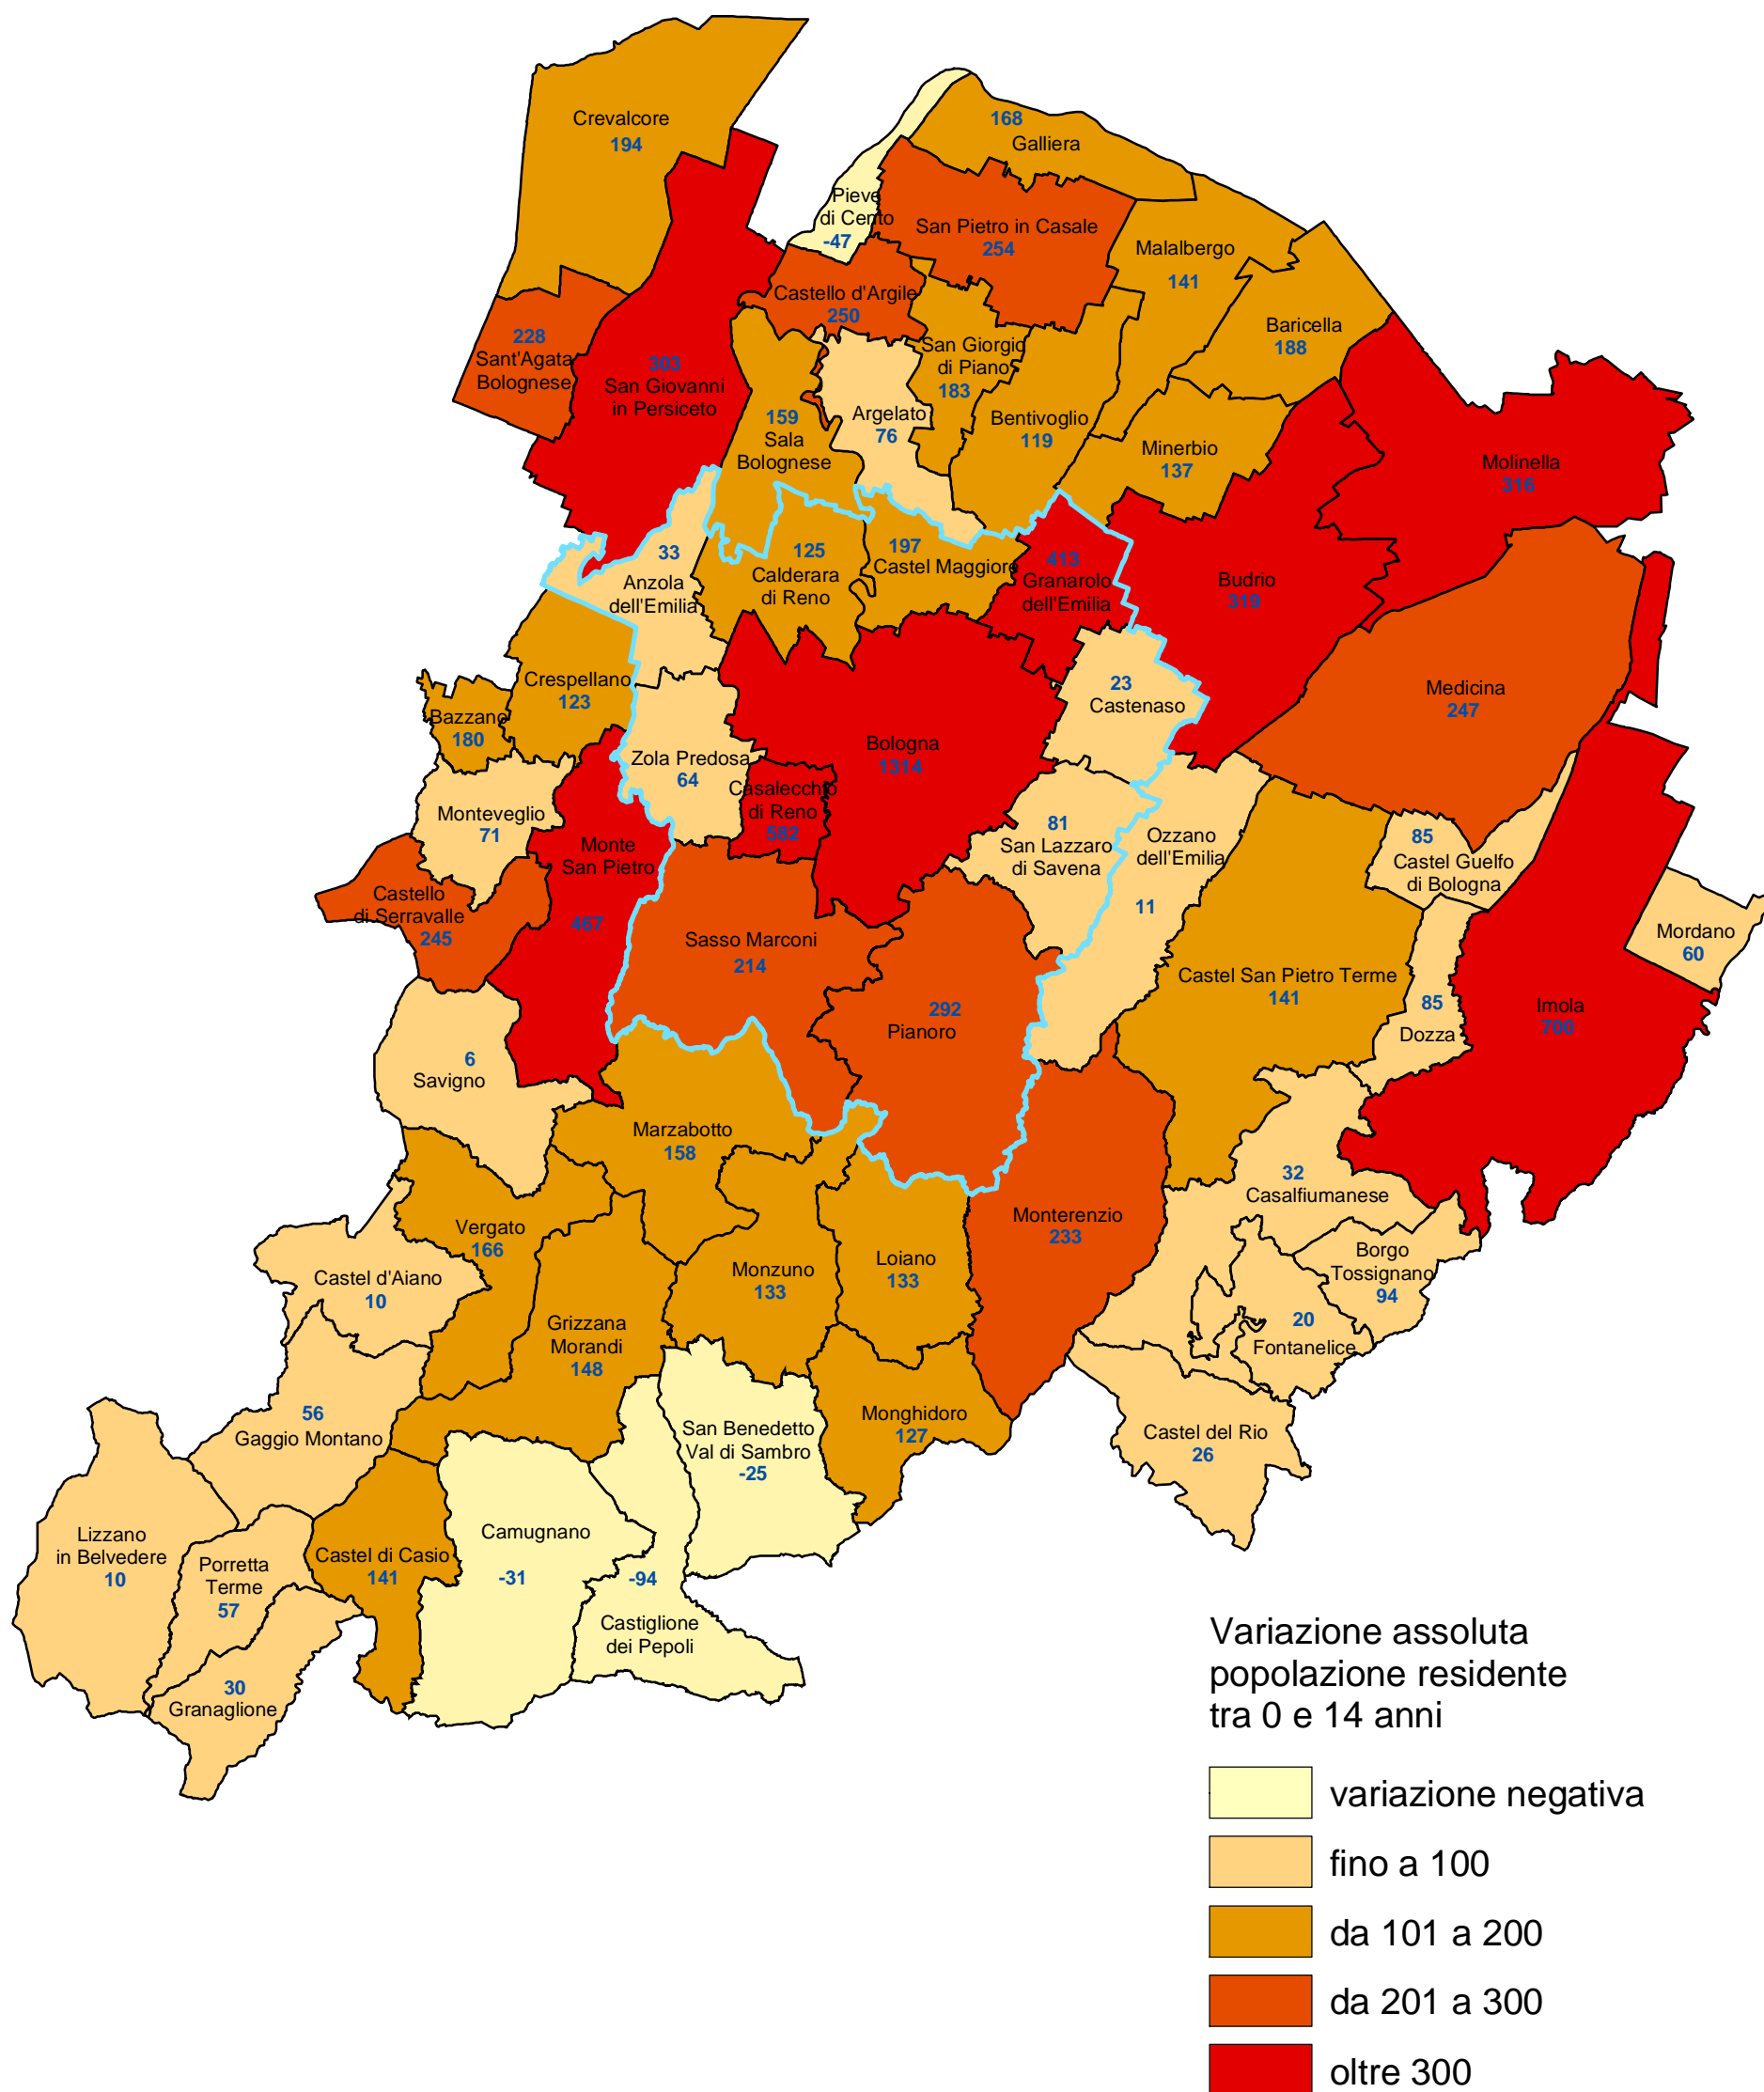 Crevalcore
194
168
Galliera
Pieve
di Cento
-47
San Pietro in Casale
254
Malalbergo
141
Castello d'Argile
250
Baricella
188
228
Sant'Agata
Bolognese
303
San Giovanni
in Persiceto
San Giorgio
di Piano
183
159
Sala
Bolognese
Argelato
76
Bentivoglio
119
Minerbio
137
Molinella
316
33
Anzola
dell'Emilia
125
Calderara
di Reno
197
Castel Maggiore
413
Granarolo
dell'Emilia
Budrio
319
Crespellano
123
Bazzano
180
23
Castenaso
Medicina
247
Zola Predosa
64
Bologna
1314
Casalecchio
di Reno
582
Monteveglio
71
Monte
San Pietro
467
81
San Lazzaro
di Savena
Ozzano
dell'Emilia
11
85
Castel Guelfo
di Bologna
Castello
di Serravalle
245
Sasso Marconi
214
Mordano
60
Castel San Pietro Terme
141
292
Pianoro
85
Dozza
Imola
700
6
Savigno
Marzabotto
158
32
Casalfiumanese
Vergato
166
Monterenzio
233
Castel d'Aiano
10
Monzuno
133
Loiano
133
Borgo
Tossignano
94
Grizzana
Morandi
148
20
Fontanelice
56
Gaggio Montano
San Benedetto
Val di Sambro
-25
Monghidoro
127
Castel del Rio
26
Lizzano
in Belvedere
10
Porretta
Terme
57
Castel di Casio
141
Camugnano
-31
-94
Castiglione
dei Pepoli
30
Granaglione
Variazione assoluta
popolazione residente
tra 0 e 14 anni
variazione negativa
fino a 100
da 101 a 200
da 201 a 300
oltre 300